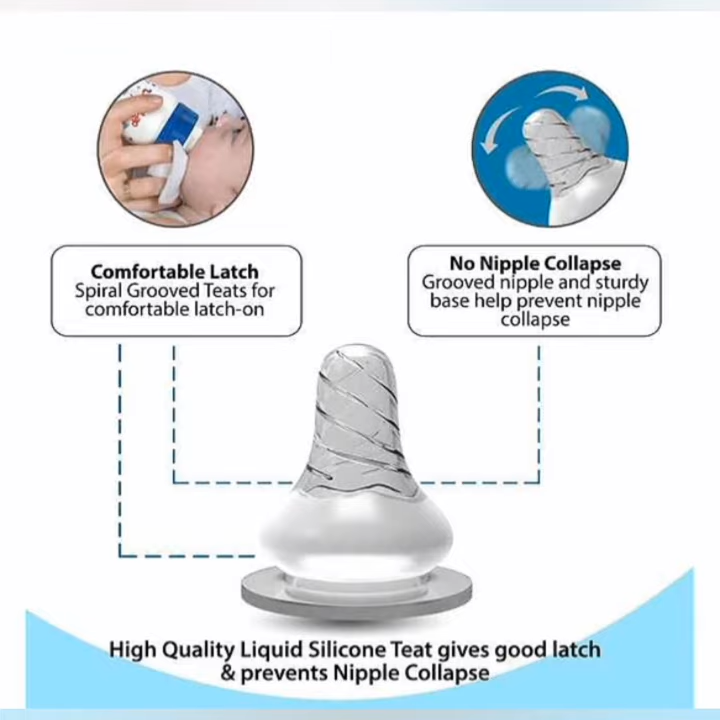 Comfortable Latch
Spiral Grooved Teats for
comfortable latch-on
No Nipple Collapse
Grooved nipple and sturdy
base help prevent nipple
collapse
High Quality Liquid Silicone Teat gives good latch
& prevents Nipple Collapse